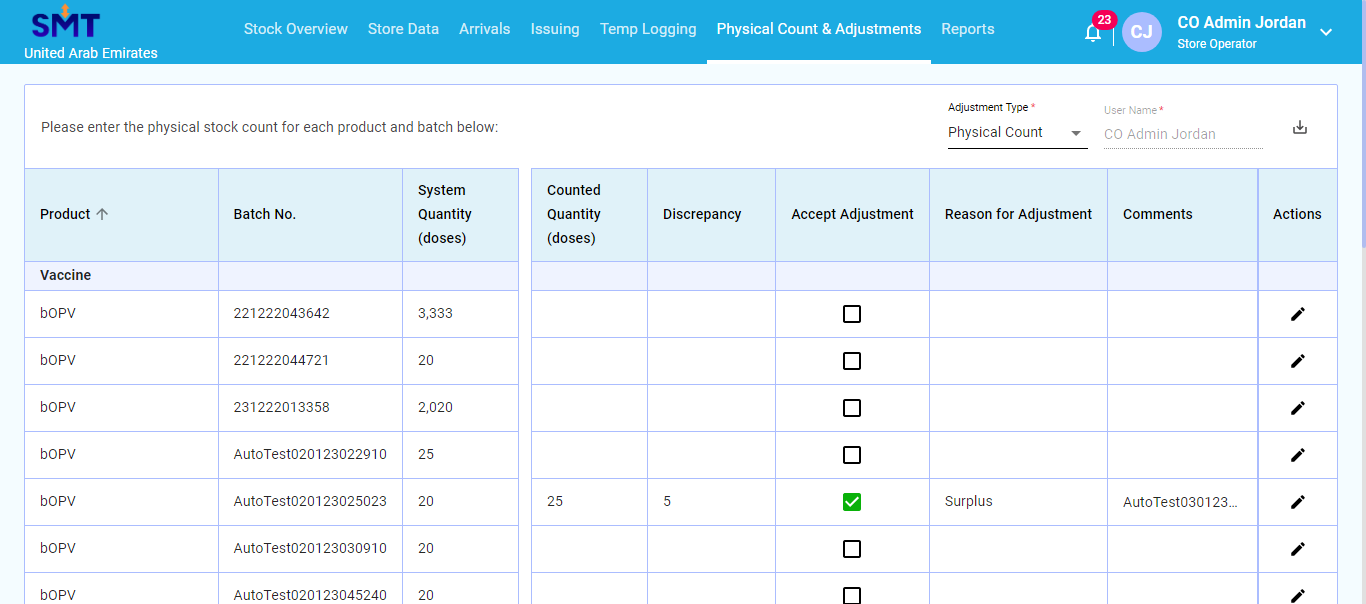 SMT
United Arab Emirates
Stock Overview Store Data Arrivals Issuing Temp Logging Physical Count & Adjustments Reports
23
CJ
CO Admin Jordan
Store Operator
Please enter the physical stock count for each product and batch below:
Adjustment Type *
Physical Count
User Name *
CO Admin Jordan
Product Batch No. System Quantity (doses) Counted Quantity (doses) Discrepancy Accept Adjustment Reason for Adjustment Comments Actions
Vaccine
bOPV 221222043642 3,333
bOPV 221222044721 20
bOPV 231222013358 2,020
bOPV AutoTest020123022910 25
bOPV AutoTest020123025023 20 25 5 Surplus AutoTest030123...
bOPV AutoTest020123030910 20
bOPV AutoTest020123045240 20